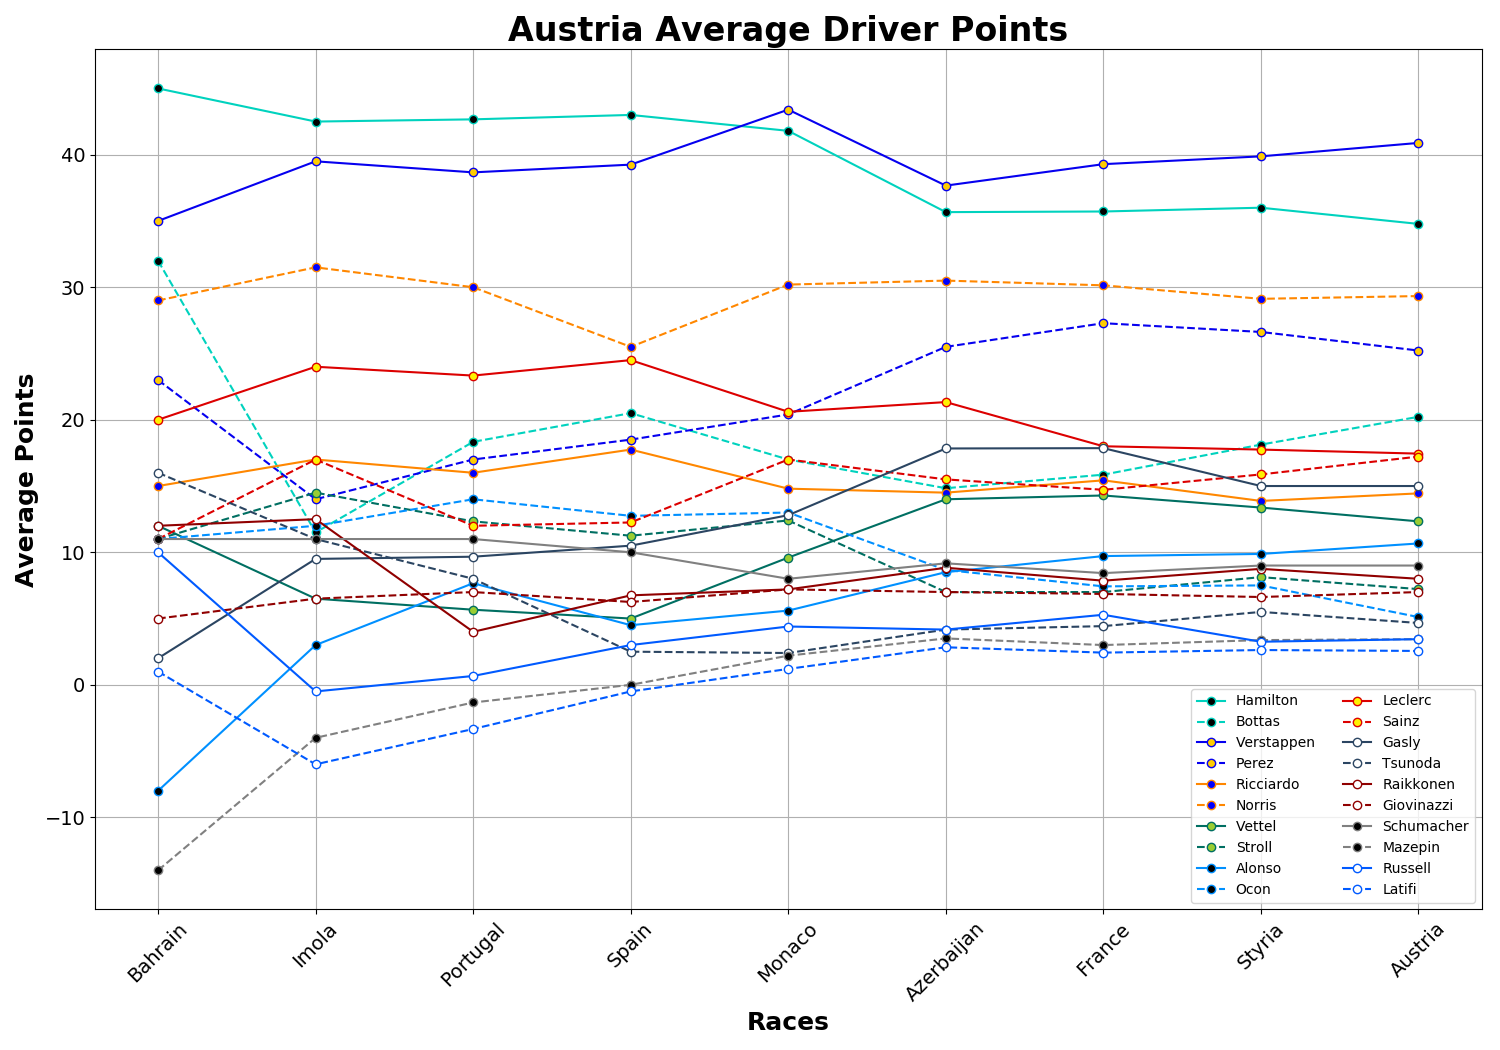 Austria Average Driver Points
Average Points
40
30
20
10
0
−10
Hamilton
Bottas
Verstappen
Perez
Ricciardo
Norris
Vettel
Stroll
Alonso
Ocon
Leclerc
Sainz
Gasly
Tsunoda
Raikkonen
Giovinazzi
Schumacher
Mazepin
Russell
Latifi
Bahrain
Imola
Portugal
Spain
Monaco
Azerbaijan
France
Styria
Austria
Races